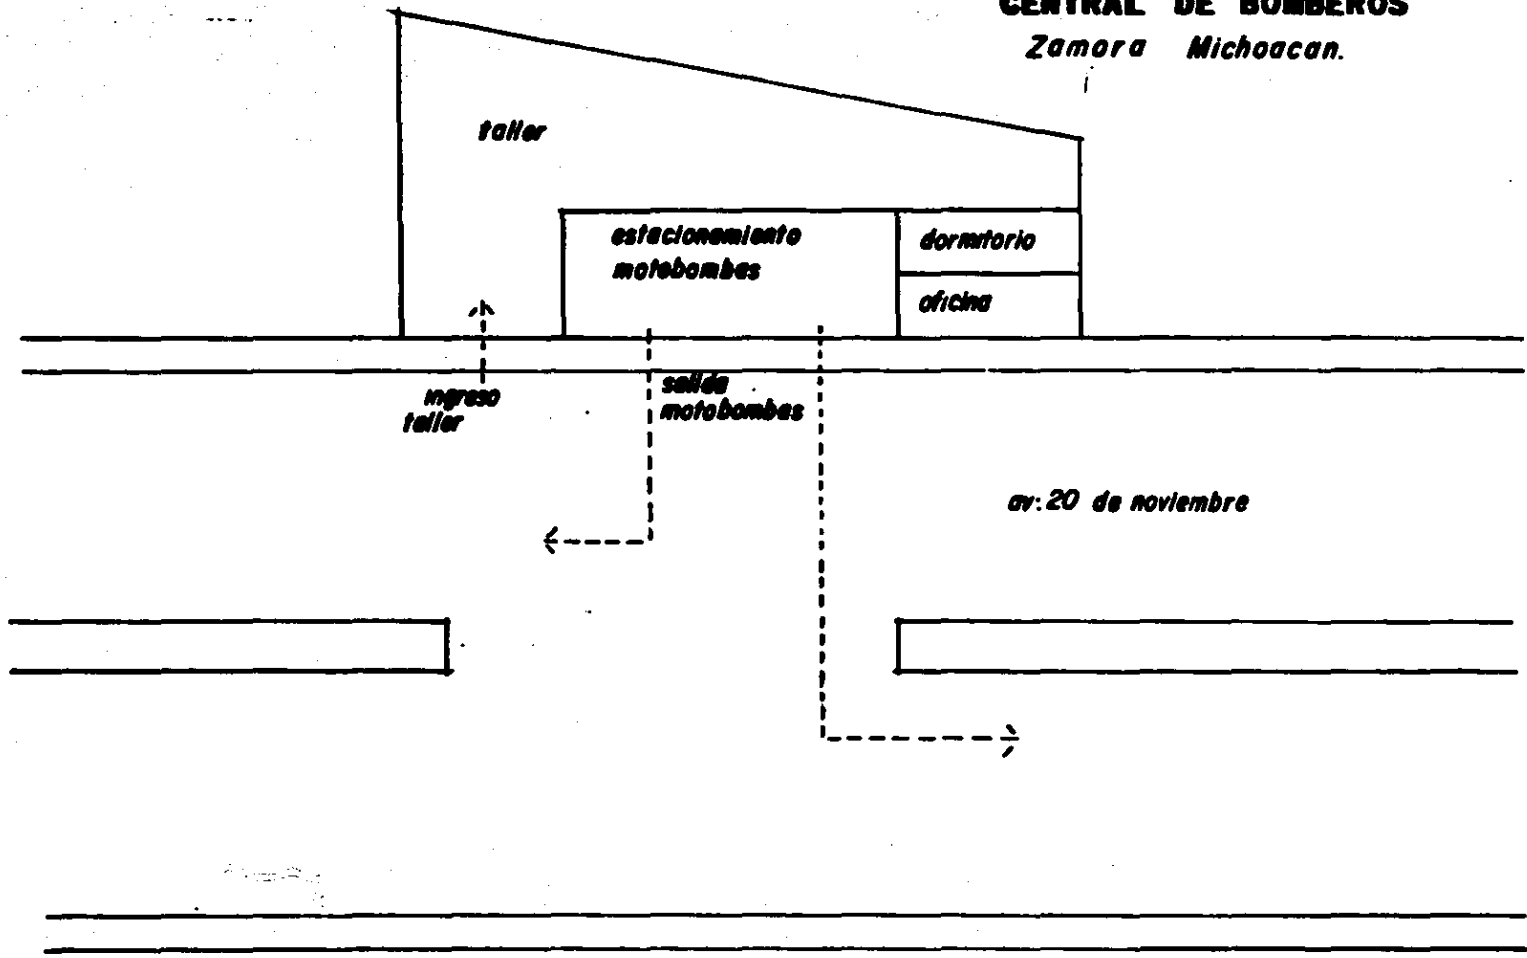 CENTRAL DE BOMBEROS
Zamora Michoacan.
taller
estacionamiento
motobombas
dormitorio
oficina
ingreso
taller
salida
motobombas
av: 20 de noviembre